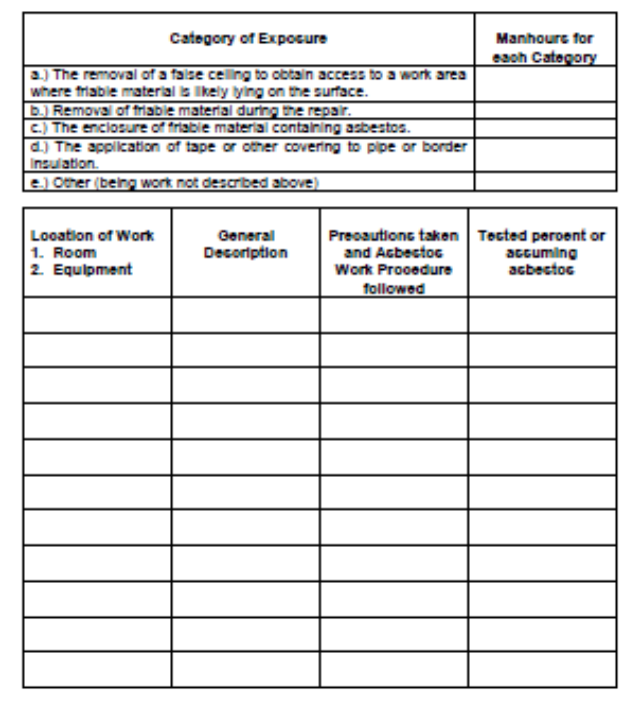 Category of Exposure
Manhours for
each Category
a.) The removal of a false ceiling to obtain access to a work area
where friable material is likely lying on the surface.
b.) Removal of friable material during the repair.
c.) The enclosure of friable material containing asbestos.
d.) The application of tape or other covering to pipe or border
insulation.
e.) Other (being work not described above)
Location of Work
1. Room
2. Equipment
General
Description
Precautions taken
and Asbestos
Work Procedure
followed
Tested percent or
assuming
asbestos